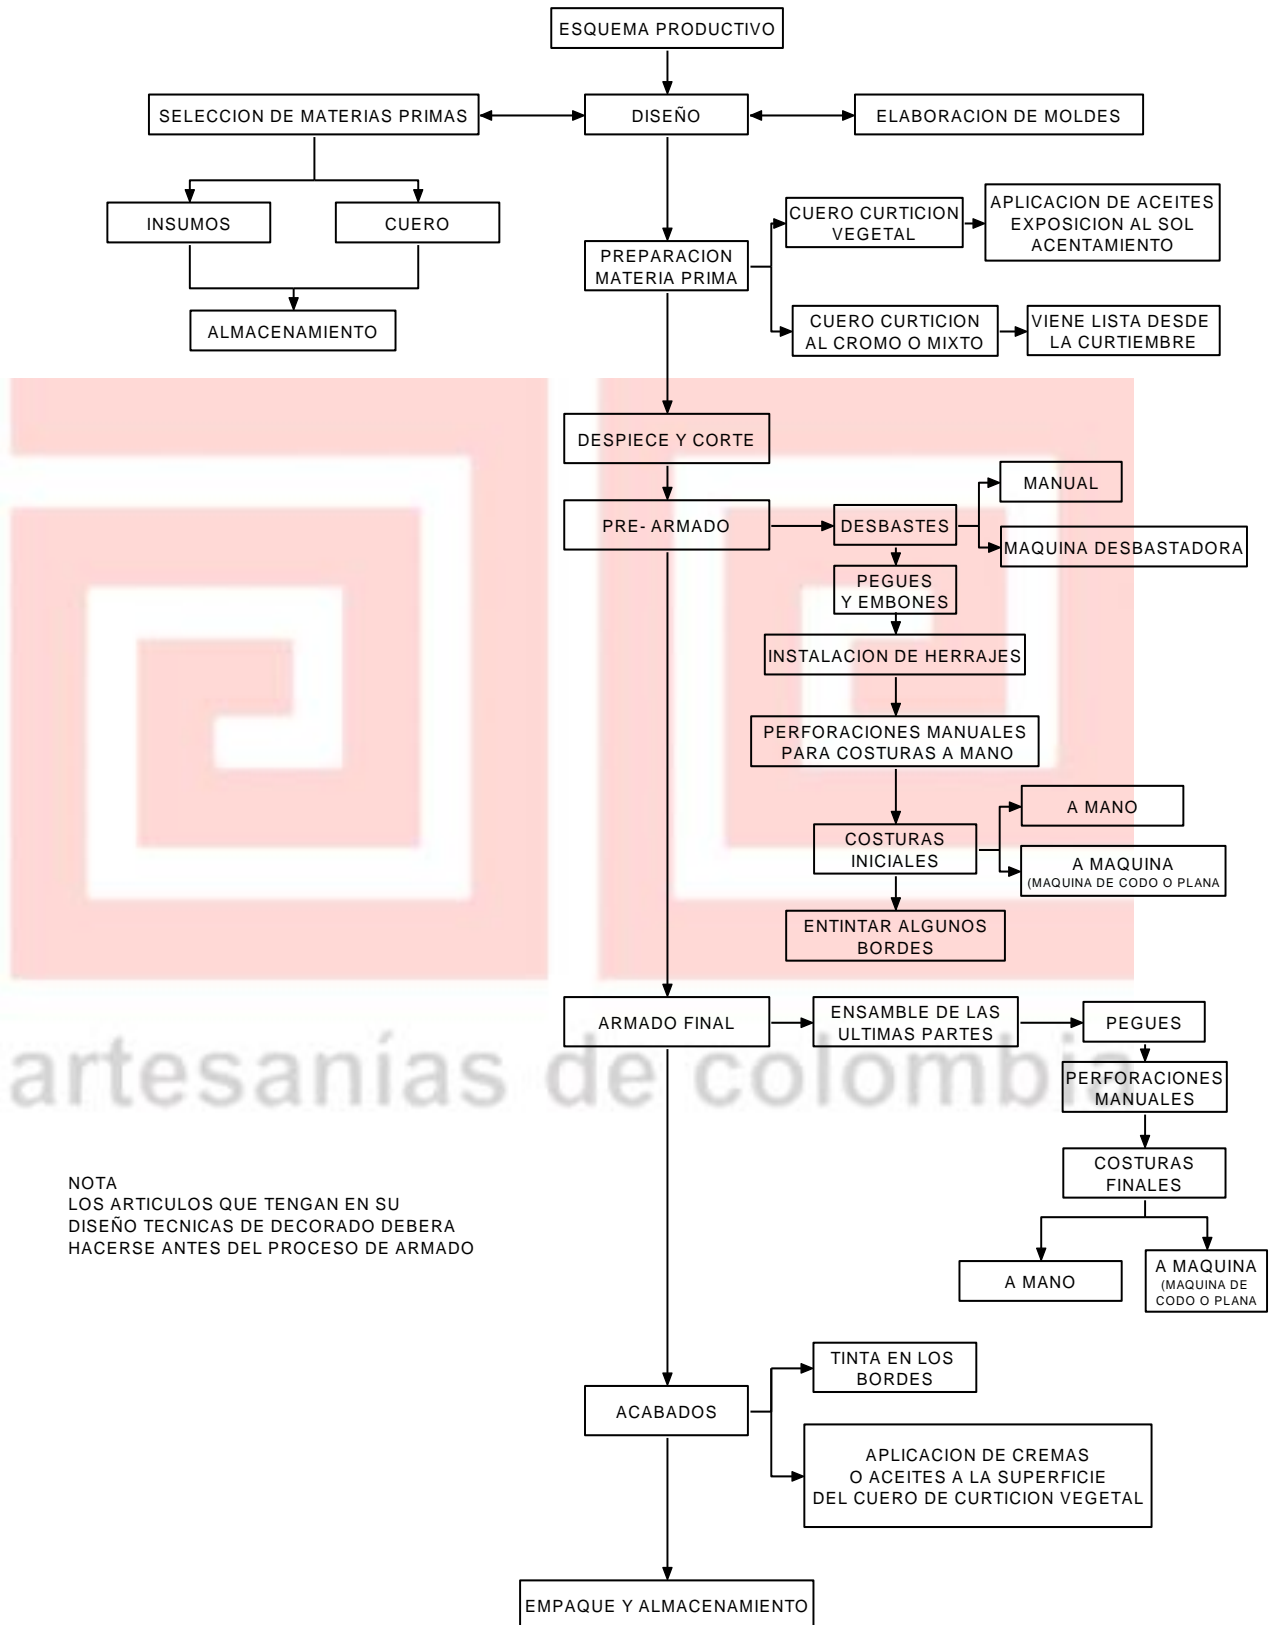 ESQUEMA PRODUCTIVO
SELECCION DE MATERIAS PRIMAS
DISEÑO
ELABORACION DE MOLDES
INSUMOS
CUERO
ALMACENAMIENTO
PREPARACION
MATERIA PRIMA
CUERO CURTICION
VEGETAL
APLICACION DE ACEITES
EXPOSICION AL SOL
ACENTAMIENTO
CUERO CURTICION
AL CROMO O MIXTO
VIENE LISTA DESDE
LA CURTIEMBRE
DESPIECE Y CORTE
PRE- ARMADO
DESBASTES
MANUAL
MAQUINA DESBASTADORA
PEGUES
Y EMBONES
INSTALACION DE HERRAJES
PERFORACIONES MANUALES
PARA COSTURAS A MANO
COSTURAS
INICIALES
A MANO
A MAQUINA
(MAQUINA DE CODO O PLANA
ENTINTAR ALGUNOS
BORDES
ARMADO FINAL
ENSAMBLE DE LAS
ULTIMAS PARTES
PEGUES
PERFORACIONES
MANUALES
artesanías de colombia
COSTURAS
FINALES
A MANO
A MAQUINA
(MAQUINA DE
CODO O PLANA
NOTA
LOS ARTICULOS QUE TENGAN EN SU
DISEÑO TECNICAS DE DECORADO DEBERA
HACERSE ANTES DEL PROCESO DE ARMADO
ACABADOS
TINTA EN LOS
BORDES
APLICACION DE CREMAS
O ACEITES A LA SUPERFICIE
DEL CUERO DE CURTICION VEGETAL
EMPAQUE Y ALMACENAMIENTO